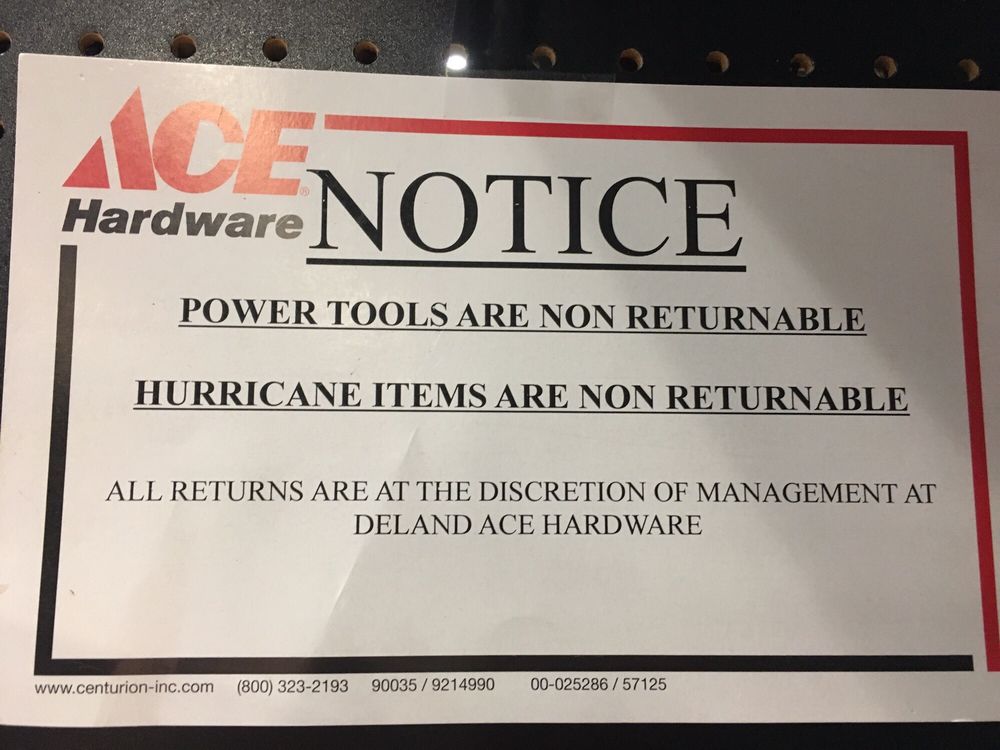 ACE
Hardware
NOTICE
POWER TOOLS ARE NON RETURNABLE
HURRICANE ITEMS ARE NON RETURNABLE
ALL RETURNS ARE AT THE DISCRETION OF MANAGEMENT AT
DELAND ACE HARDWARE
www.centurion-inc.com (800) 323-2193 90035 / 9214990 00-025286 / 57125